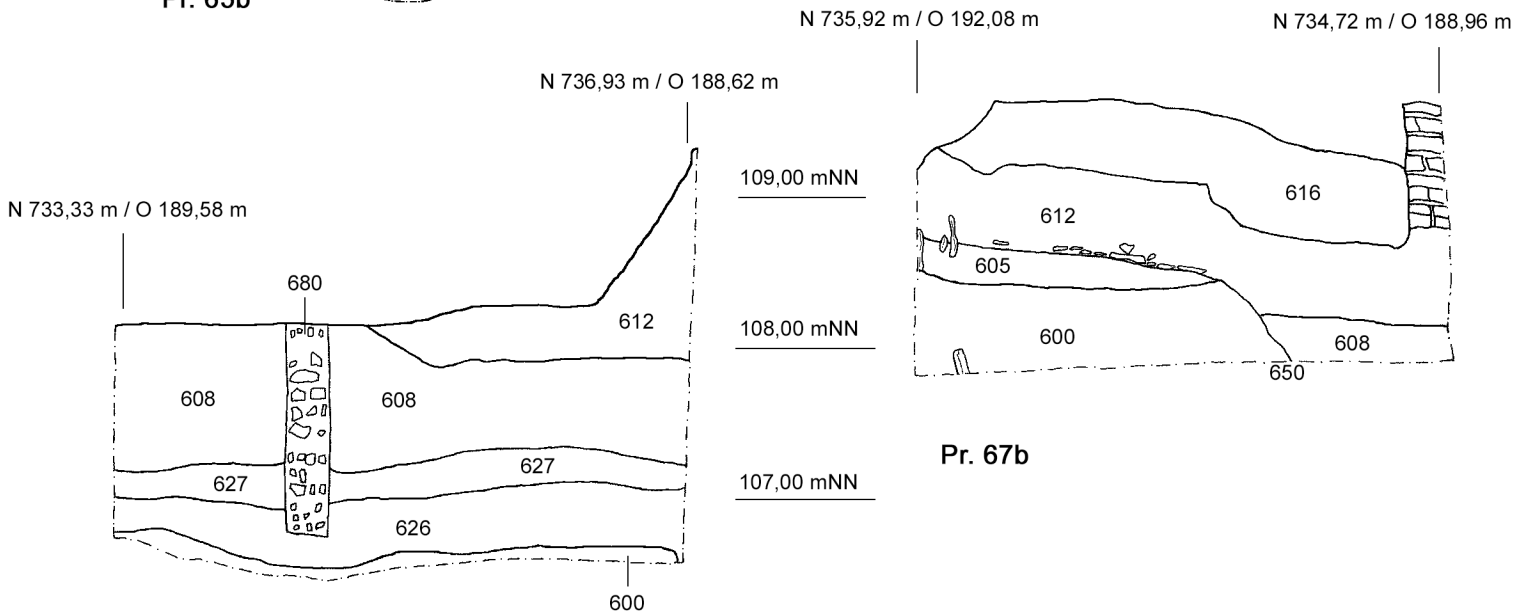 Pr. 65b
N 733,33 m / O 189,58 m
N 736,93 m / O 188,62 m
680
612
608
608
627
627
626
600
109,00 mNN
108,00 mNN
107,00 mNN
N 735,92 m / O 192,08 m
N 734,72 m / O 188,96 m
616
612
605
600
608
650
Pr. 67b